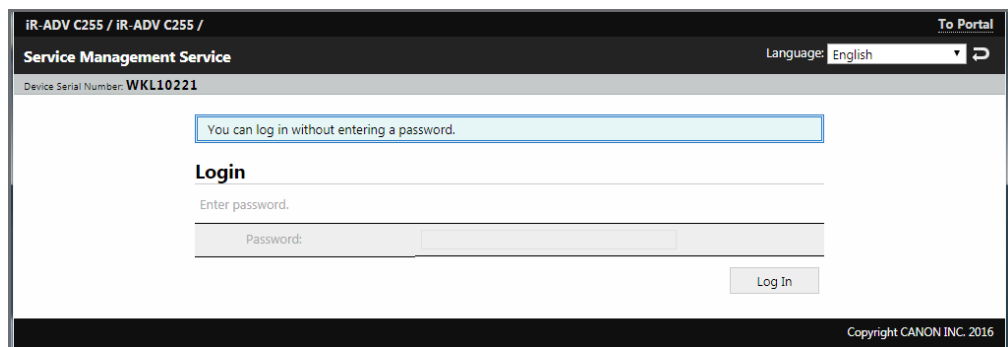 iR-ADV C255 / iR-ADV C255 / To Portal
Service Management Service Language: English
Device Serial Number: WKL10221
You can log in without entering a password.
Login
Enter password.
Password:
Log In
Copyright CANON INC. 2016